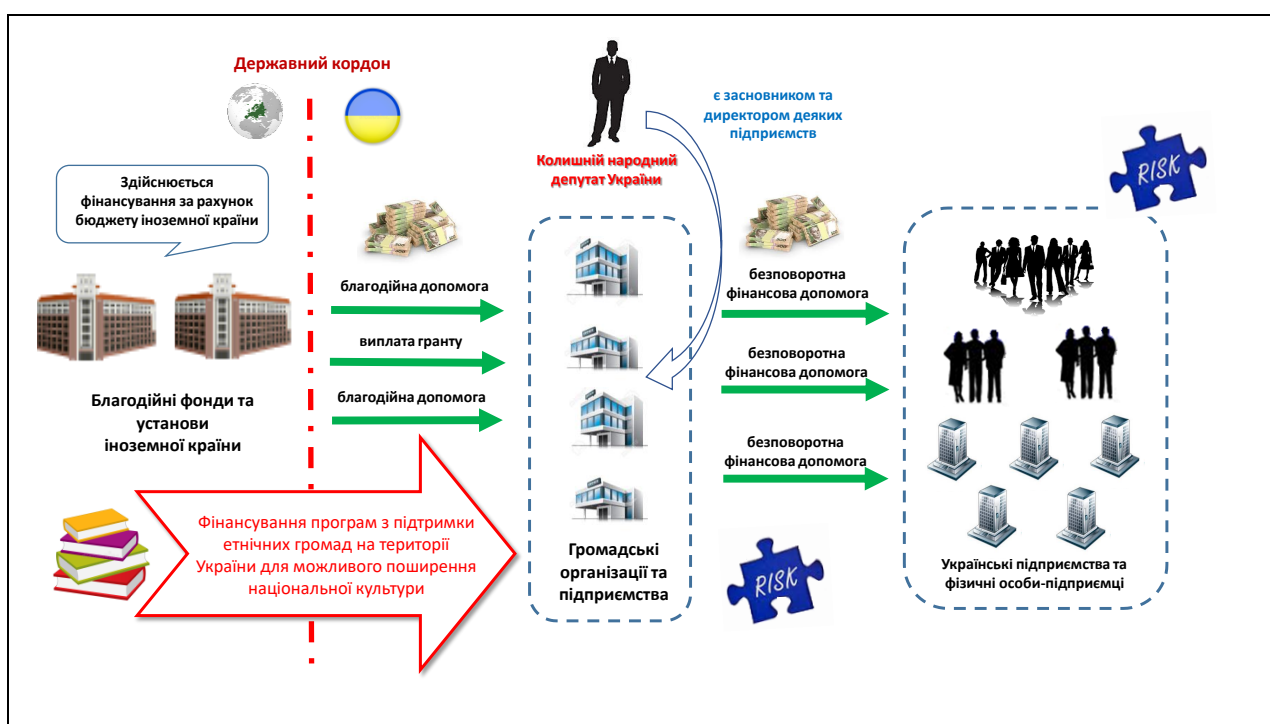 Державний кордон
є засновником та
директором деяких
підприємств
Колишній народний
депутат України
RISK
Здійснюється
фінансування за рахунок
бюджету іноземної країни
благодійна допомога
виплата гранту
благодійна допомога
безповоротна
фінансова допомога
безповоротна
фінансова допомога
безповоротна
фінансова допомога
Благодійні фонди та
установи
іноземної країни
Фінансування програм з підтримки
етнічних громад на території
України для можливого поширення
національної культури
Громадські
організації та
підприємства
RISK
Українські підприємства та
фізичні особи-підприємці